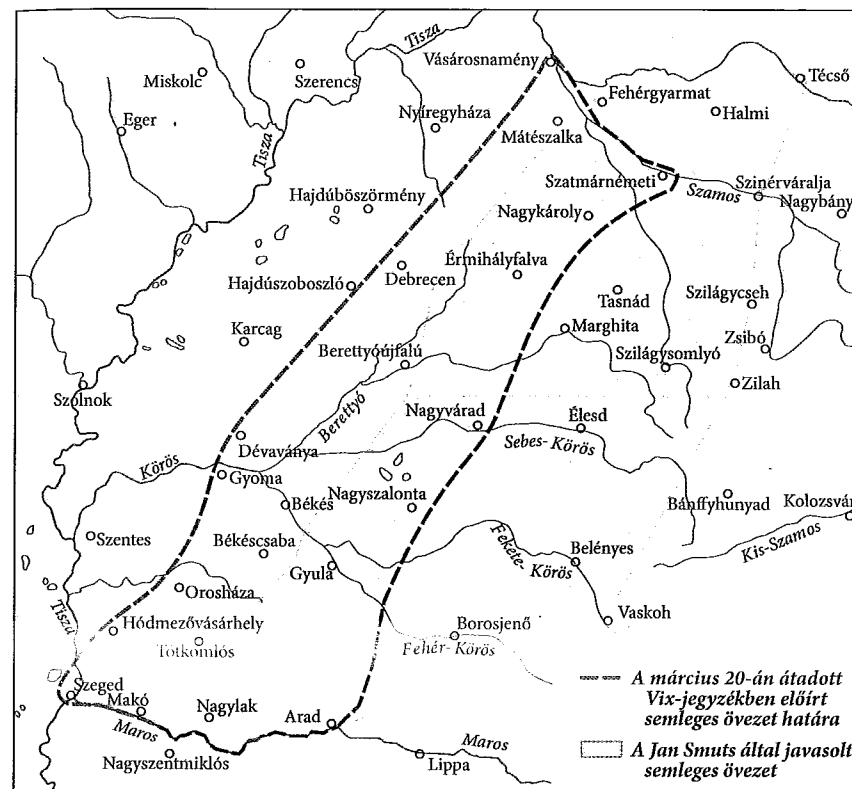 Tisza
Vásárosnamény
Miskolc
Szerencs
Técső
Fehérgyarmat
Halmi
Nyíregyháza
Mátészalka
Eger
Tisza
Szatmárnémeti
Szamos
Szinérváralja
Nagybány
Hajdúböszörmény
Nagykároly
Érmihályfalva
Debrecen
Hajdúszoboszló
Tasnád
Szilágycseh
Karcag
Marghita
Zsibó
Berettyóújfalú
Szilágysomlyó
Zilah
Szolnok
Berettyó
Nagyvárad
Élesd
Sebes-Körös
Dévaványa
Körös
Gyoma
Nagyszalonta
Békés
Bánffyhunyad
Kolozsvár
Kis-Szamos
Szentes
Békéscsaba
Gyula
Fekete-
Körös
Belényes
Orosháza
Tisza
Vaskoh
Hódmezővásárhely
Borosjenő
Tótkomlós
Fehér-Körös
Szeged
Makó
Nagylak
Arad
Maros
Maros
Nagyszentmiklós
Lippa
A március 20-án átadott
Vix-jegyzékben előírt
semleges övezet határa
A Jan Smuts által javasolt
semleges övezet